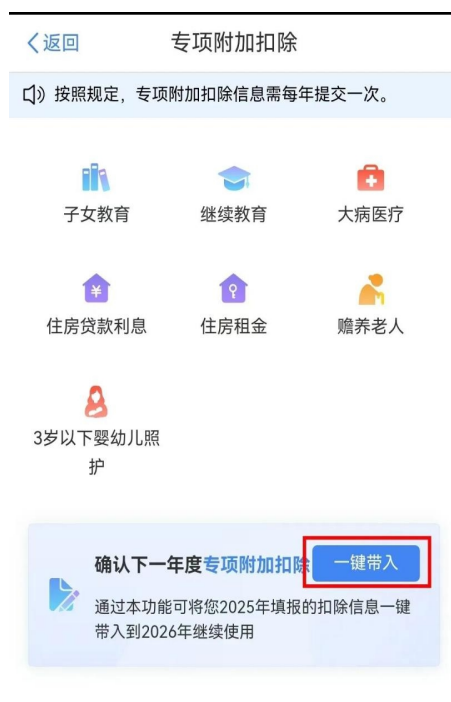 返回 专项附加扣除
按照规定，专项附加扣除信息需每年提交一次。
子女教育 继续教育 大病医疗
住房贷款利息 住房租金 赡养老人
3岁以下婴幼儿照
护
确认下一年度专项附加扣除 一键带入
通过本功能可将您2025年填报的扣除信息一键
带入到2026年继续使用